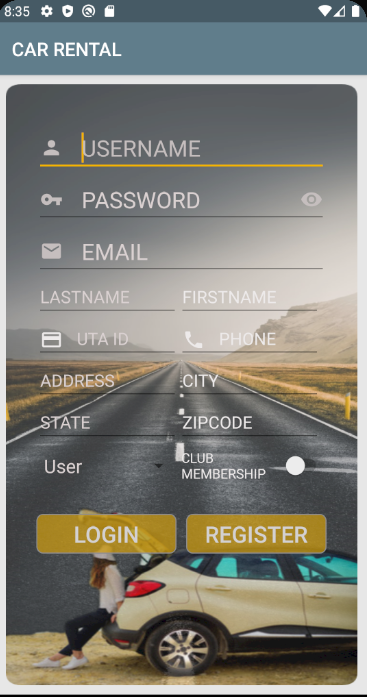 8:35
CAR RENTAL
USERNAME
PASSWORD
EMAIL
LASTNAME FIRSTNAME
UTA ID PHONE
ADDRESS CITY
STATE ZIPCODE
User CLUB
MEMBERSHIP
LOGIN REGISTER